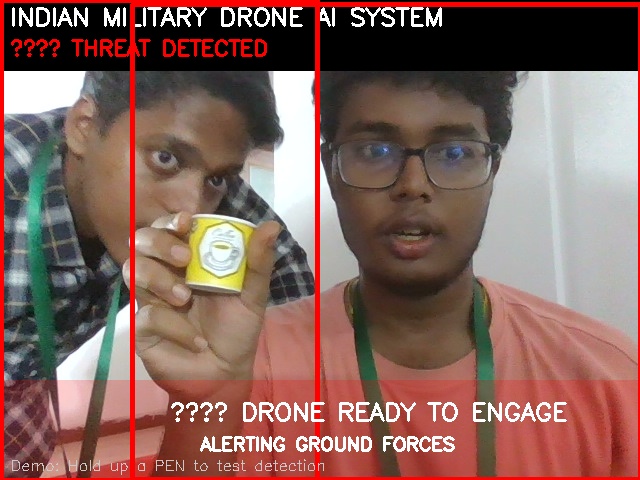 INDIAN MILITARY DRONE AI SYSTEM
???? THREAT DETECTED
???? DRONE READY TO ENGAGE
ALERTING GROUND FORCES
Demo: Hold up a PEN to test detection